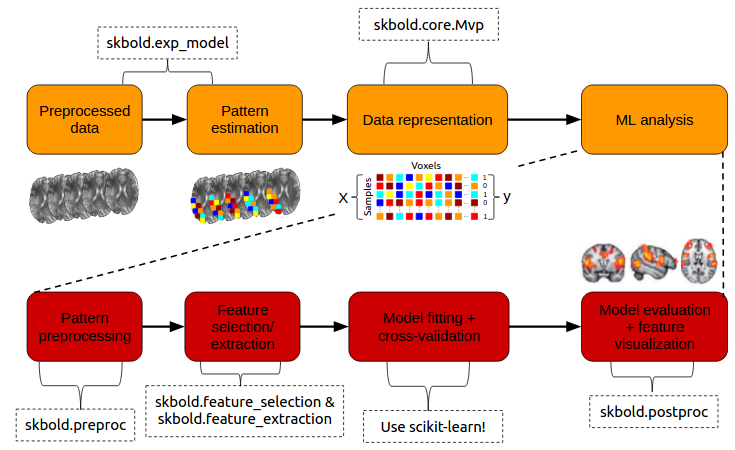 skbold.exp_model
skbold.core.Mvp
Preprocessed
data
Pattern
estimation
Data representation
ML analysis
Voxels
X
Samples
1
0
1
0
1
y
Pattern
preprocessing
Feature
selection/
extraction
Model fitting +
cross-validation
Model evaluation
+ feature
visualization
skbold.preproc
skbold.feature_selection &
skbold.feature_extraction
Use scikit-learn!
skbold.postproc